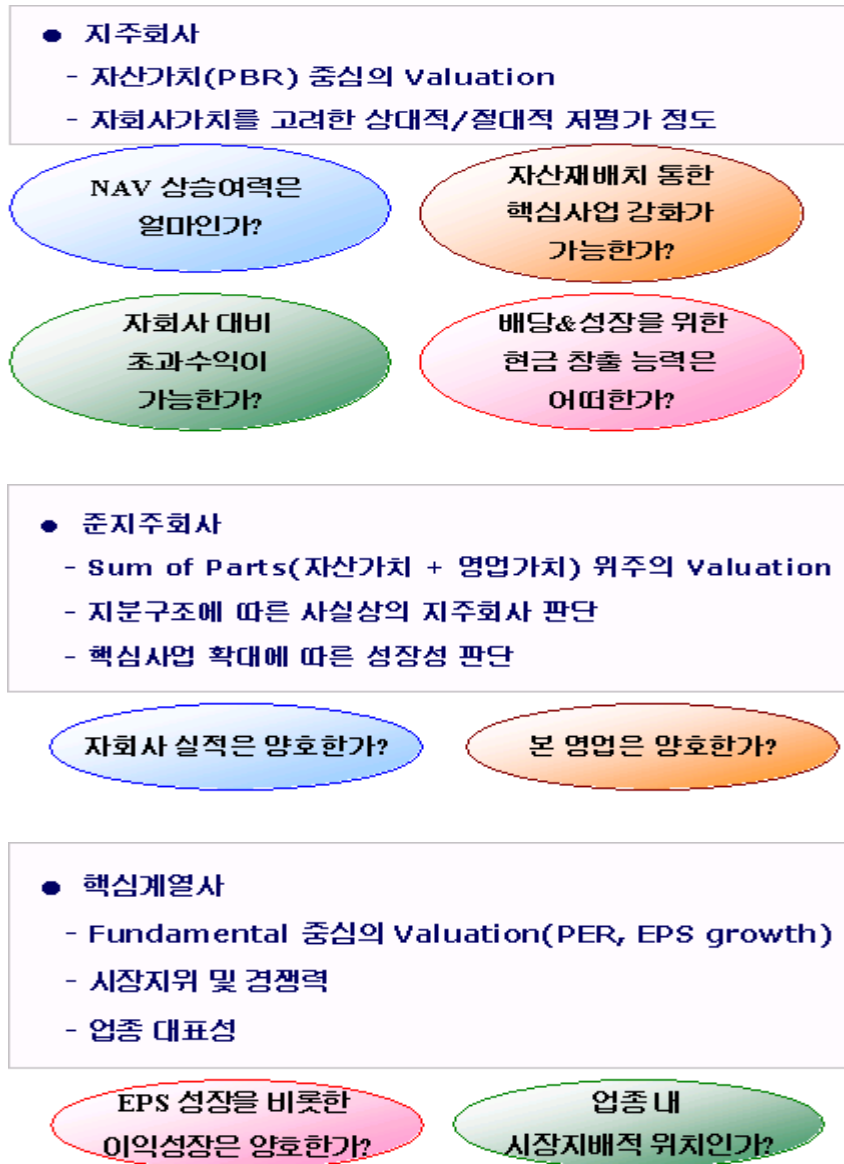 ● 지주회사
- 자산가치(PBR) 중심의 Valuation
- 자회사가치를 고려한 상대적/절대적 저평가 정도
NAV 상승여력은
얼마인가?
자산재배치 통한
핵심사업 강화가
가능한가?
자회사 대비
초과수익이
가능한가?
배당&성장을 위한
현금 창출 능력은
어떠한가?
● 준지주회사
- Sum of Parts(자산가치 + 영업가치) 위주의 Valuation
- 지분구조에 따른 사실상의 지주회사 판단
- 핵심사업 확대에 따른 성장성 판단
자회사 실적은 양호한가?
본 영업은 양호한가?
● 핵심계열사
- Fundamental 중심의 Valuation(PER, EPS growth)
- 시장지위 및 경쟁력
- 업종 대표성
EPS 성장을 비롯한
이익성장은 양호한가?
업종 내
시장지배적 위치인가?